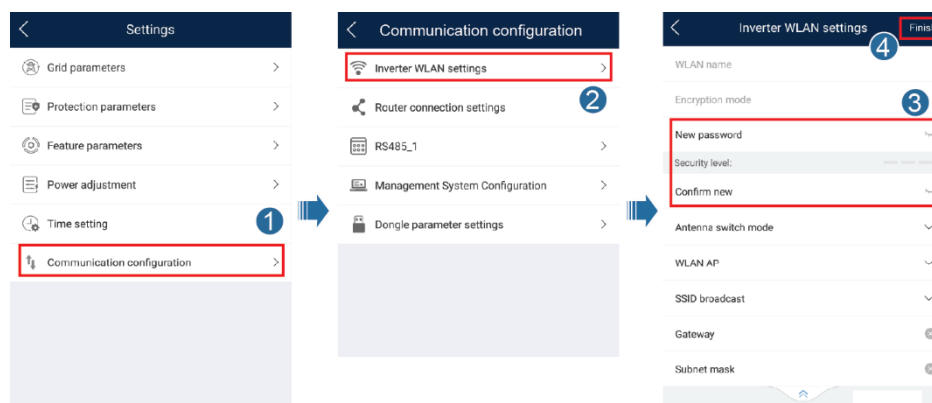 Settings
Grid parameters
Protection parameters
Feature parameters
Power adjustment
Time setting
1
Communication configuration
Communication configuration
Inverter WLAN settings
2
Router connection settings
RS485_1
Management System Configuration
Dongle parameter settings
Inverter WLAN settings
Finis
4
WLAN name
Encryption mode
3
New password
Security level:
Confirm new
Antenna switch mode
WLAN AP
SSID broadcast
Gateway
Subnet mask